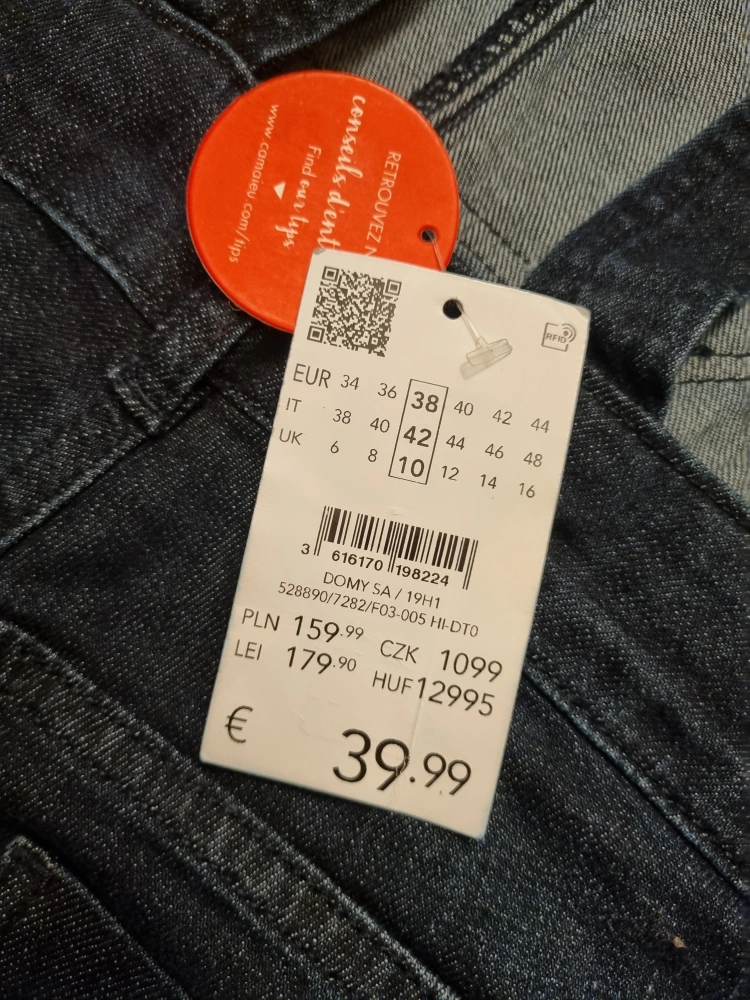 RETROUVEZ
conseils d'ent
Find our tips
www.camaieu.com/tips
RFID
EUR 34 36 38 40 42 44
IT 38 40 42 44 46 48
UK 6 8 10 12 14 16
3 616170 198224
DOMY SA / 19H1
528890/7282/F03-005 HI-DT0
PLN 159.99 CZK 1099
LEI 179.90 HUF 12995
€ 39.99